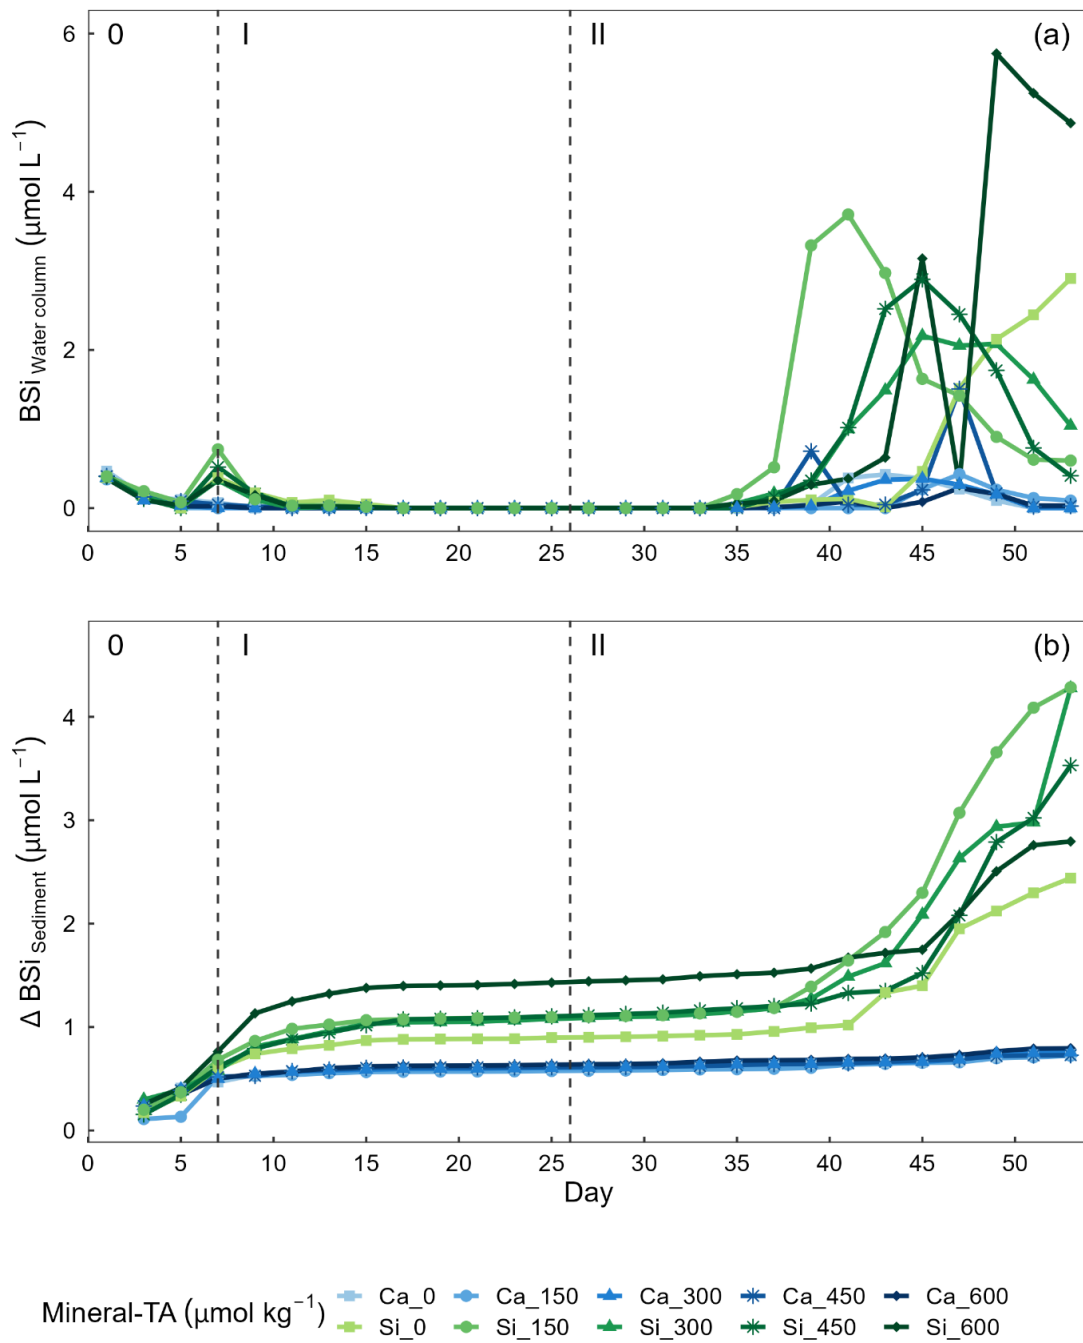 0 I II (a)
6
4
2
0
BSi Water column (μmol L⁻¹)
0 5 10 15 20 25 30 35 40 45 50
0 I II (b)
4
3
2
1
0
Δ BSi Sediment (μmol L⁻¹)
0 5 10 15 20 25 30 35 40 45 50
Day
Mineral-TA (μmol kg⁻¹)
Ca_0 Ca_150 Ca_300 Ca_450 Ca_600
Si_0 Si_150 Si_300 Si_450 Si_600